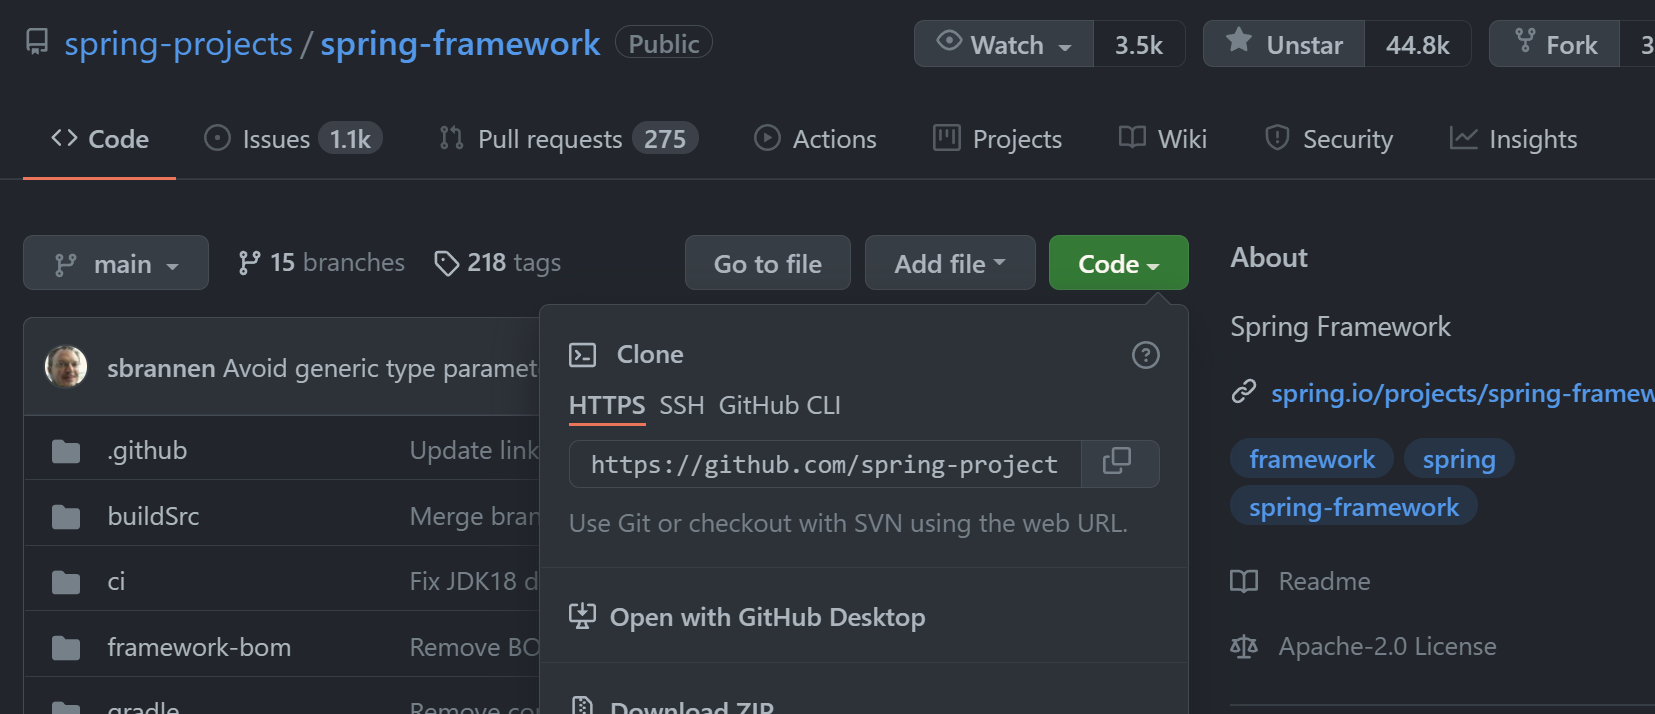 spring-projects / spring-framework Public
Watch 3.5k Unstar 44.8k Fork 3
Code Issues 1.1k Pull requests 275 Actions Projects Wiki Security Insights
main 15 branches 218 tags Go to file Add file Code
sbrannen Avoid generic type paramet
.github Update link
buildSrc Merge bran
ci Fix JDK18 d
framework-bom Remove BO
gradle Remove co
Clone
HTTPS SSH GitHub CLI
https://github.com/spring-project
Use Git or checkout with SVN using the web URL.
Open with GitHub Desktop
Download ZIP
About
Spring Framework
spring.io/projects/spring-framew
framework spring
spring-framework
Readme
Apache-2.0 License